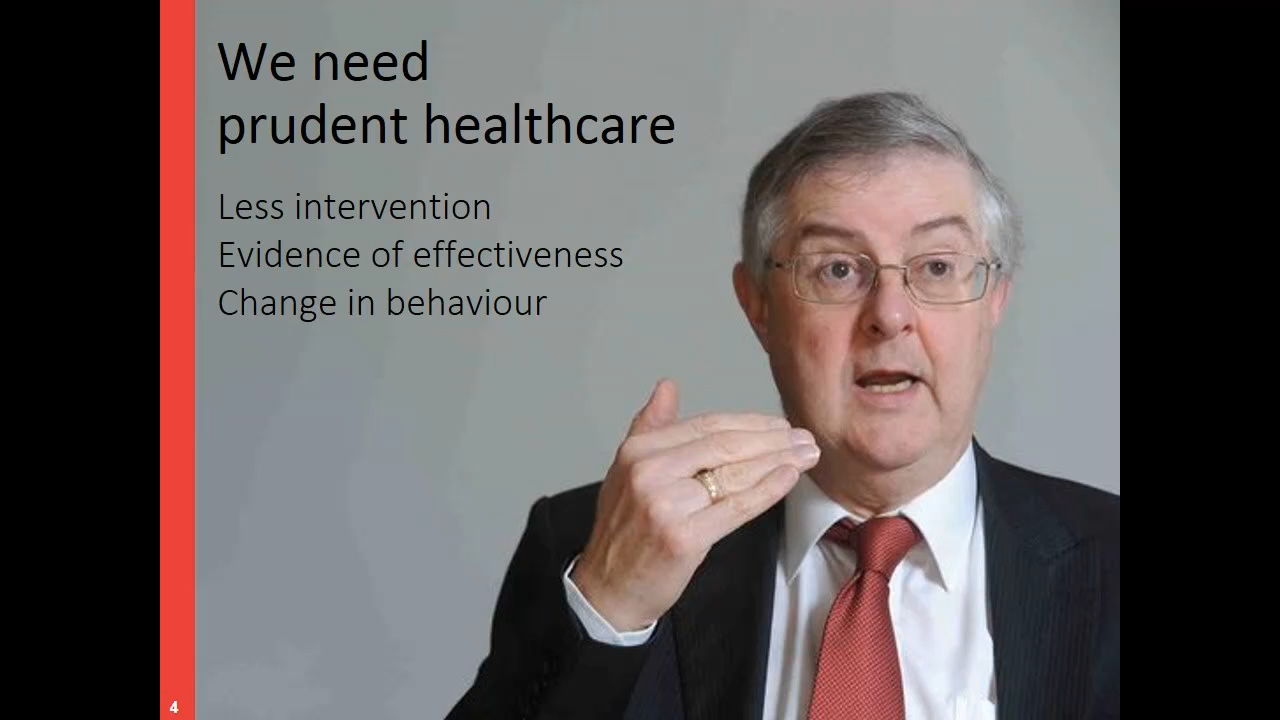 We need
prudent healthcare
Less intervention
Evidence of effectiveness
Change in behaviour
4